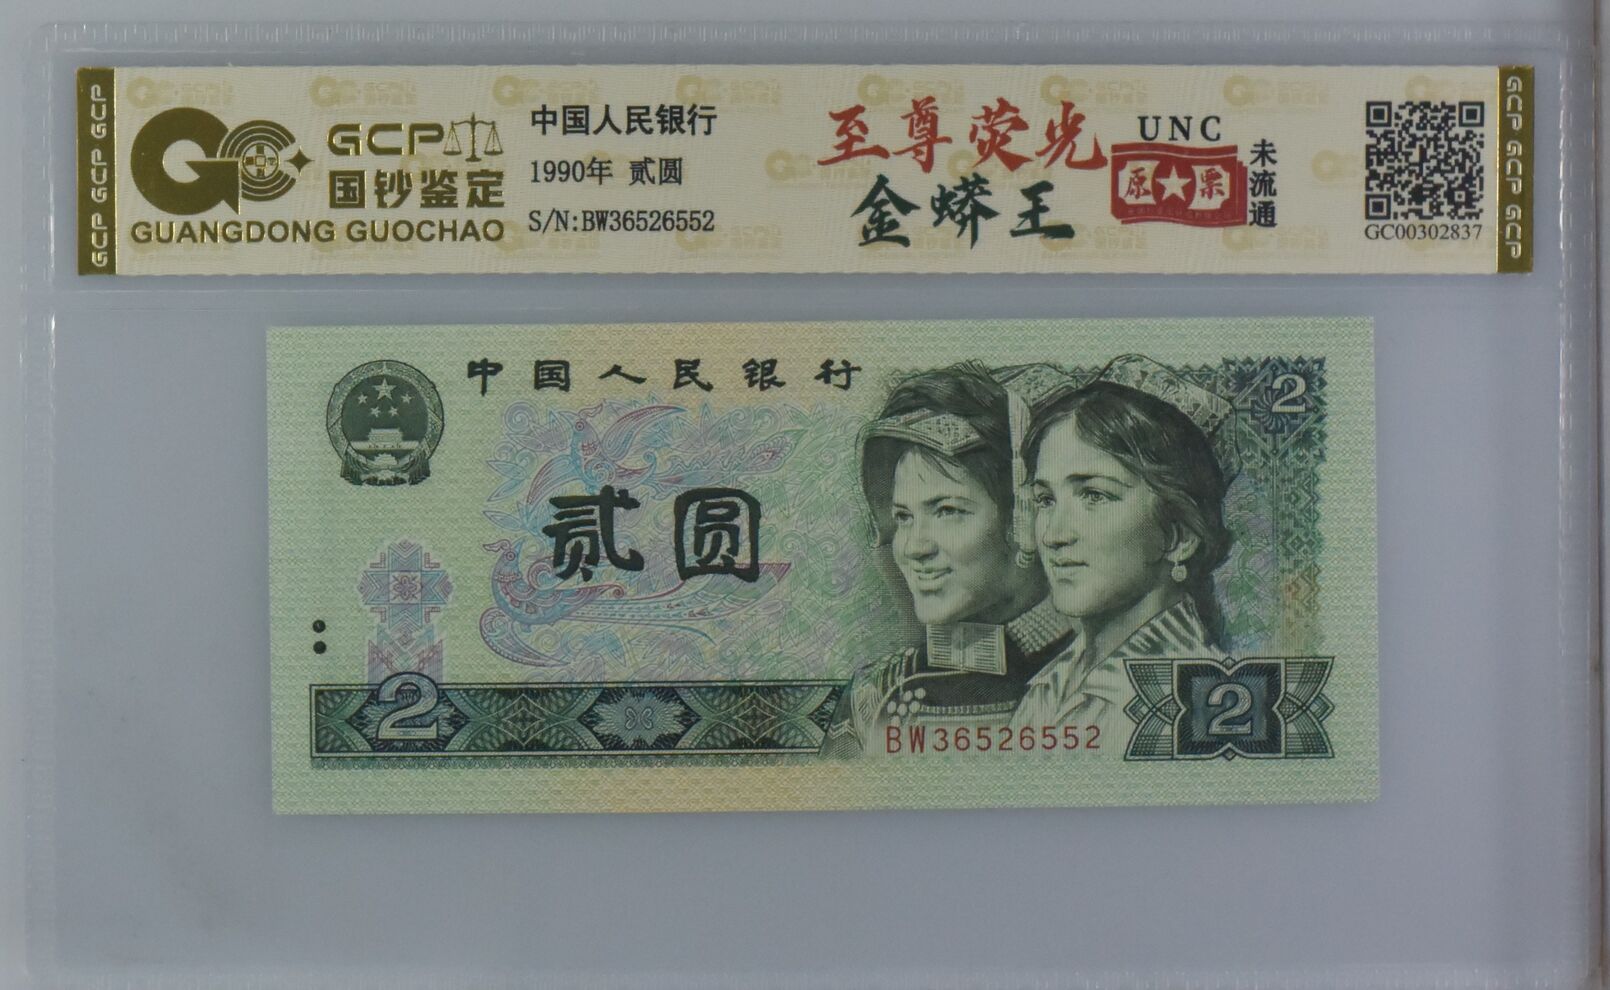 GCP GCP GCP
GCP
国钞鉴定
GUANGDONG GUOCHAO
中国人民银行
1990年 贰圆
S/N:BW36526552
至尊荧光
金蟒王
UNC
原★票
未流通
GC00302837
GCP GCP GCP
中国人民银行
2
贰圆
2
BW36526552
2